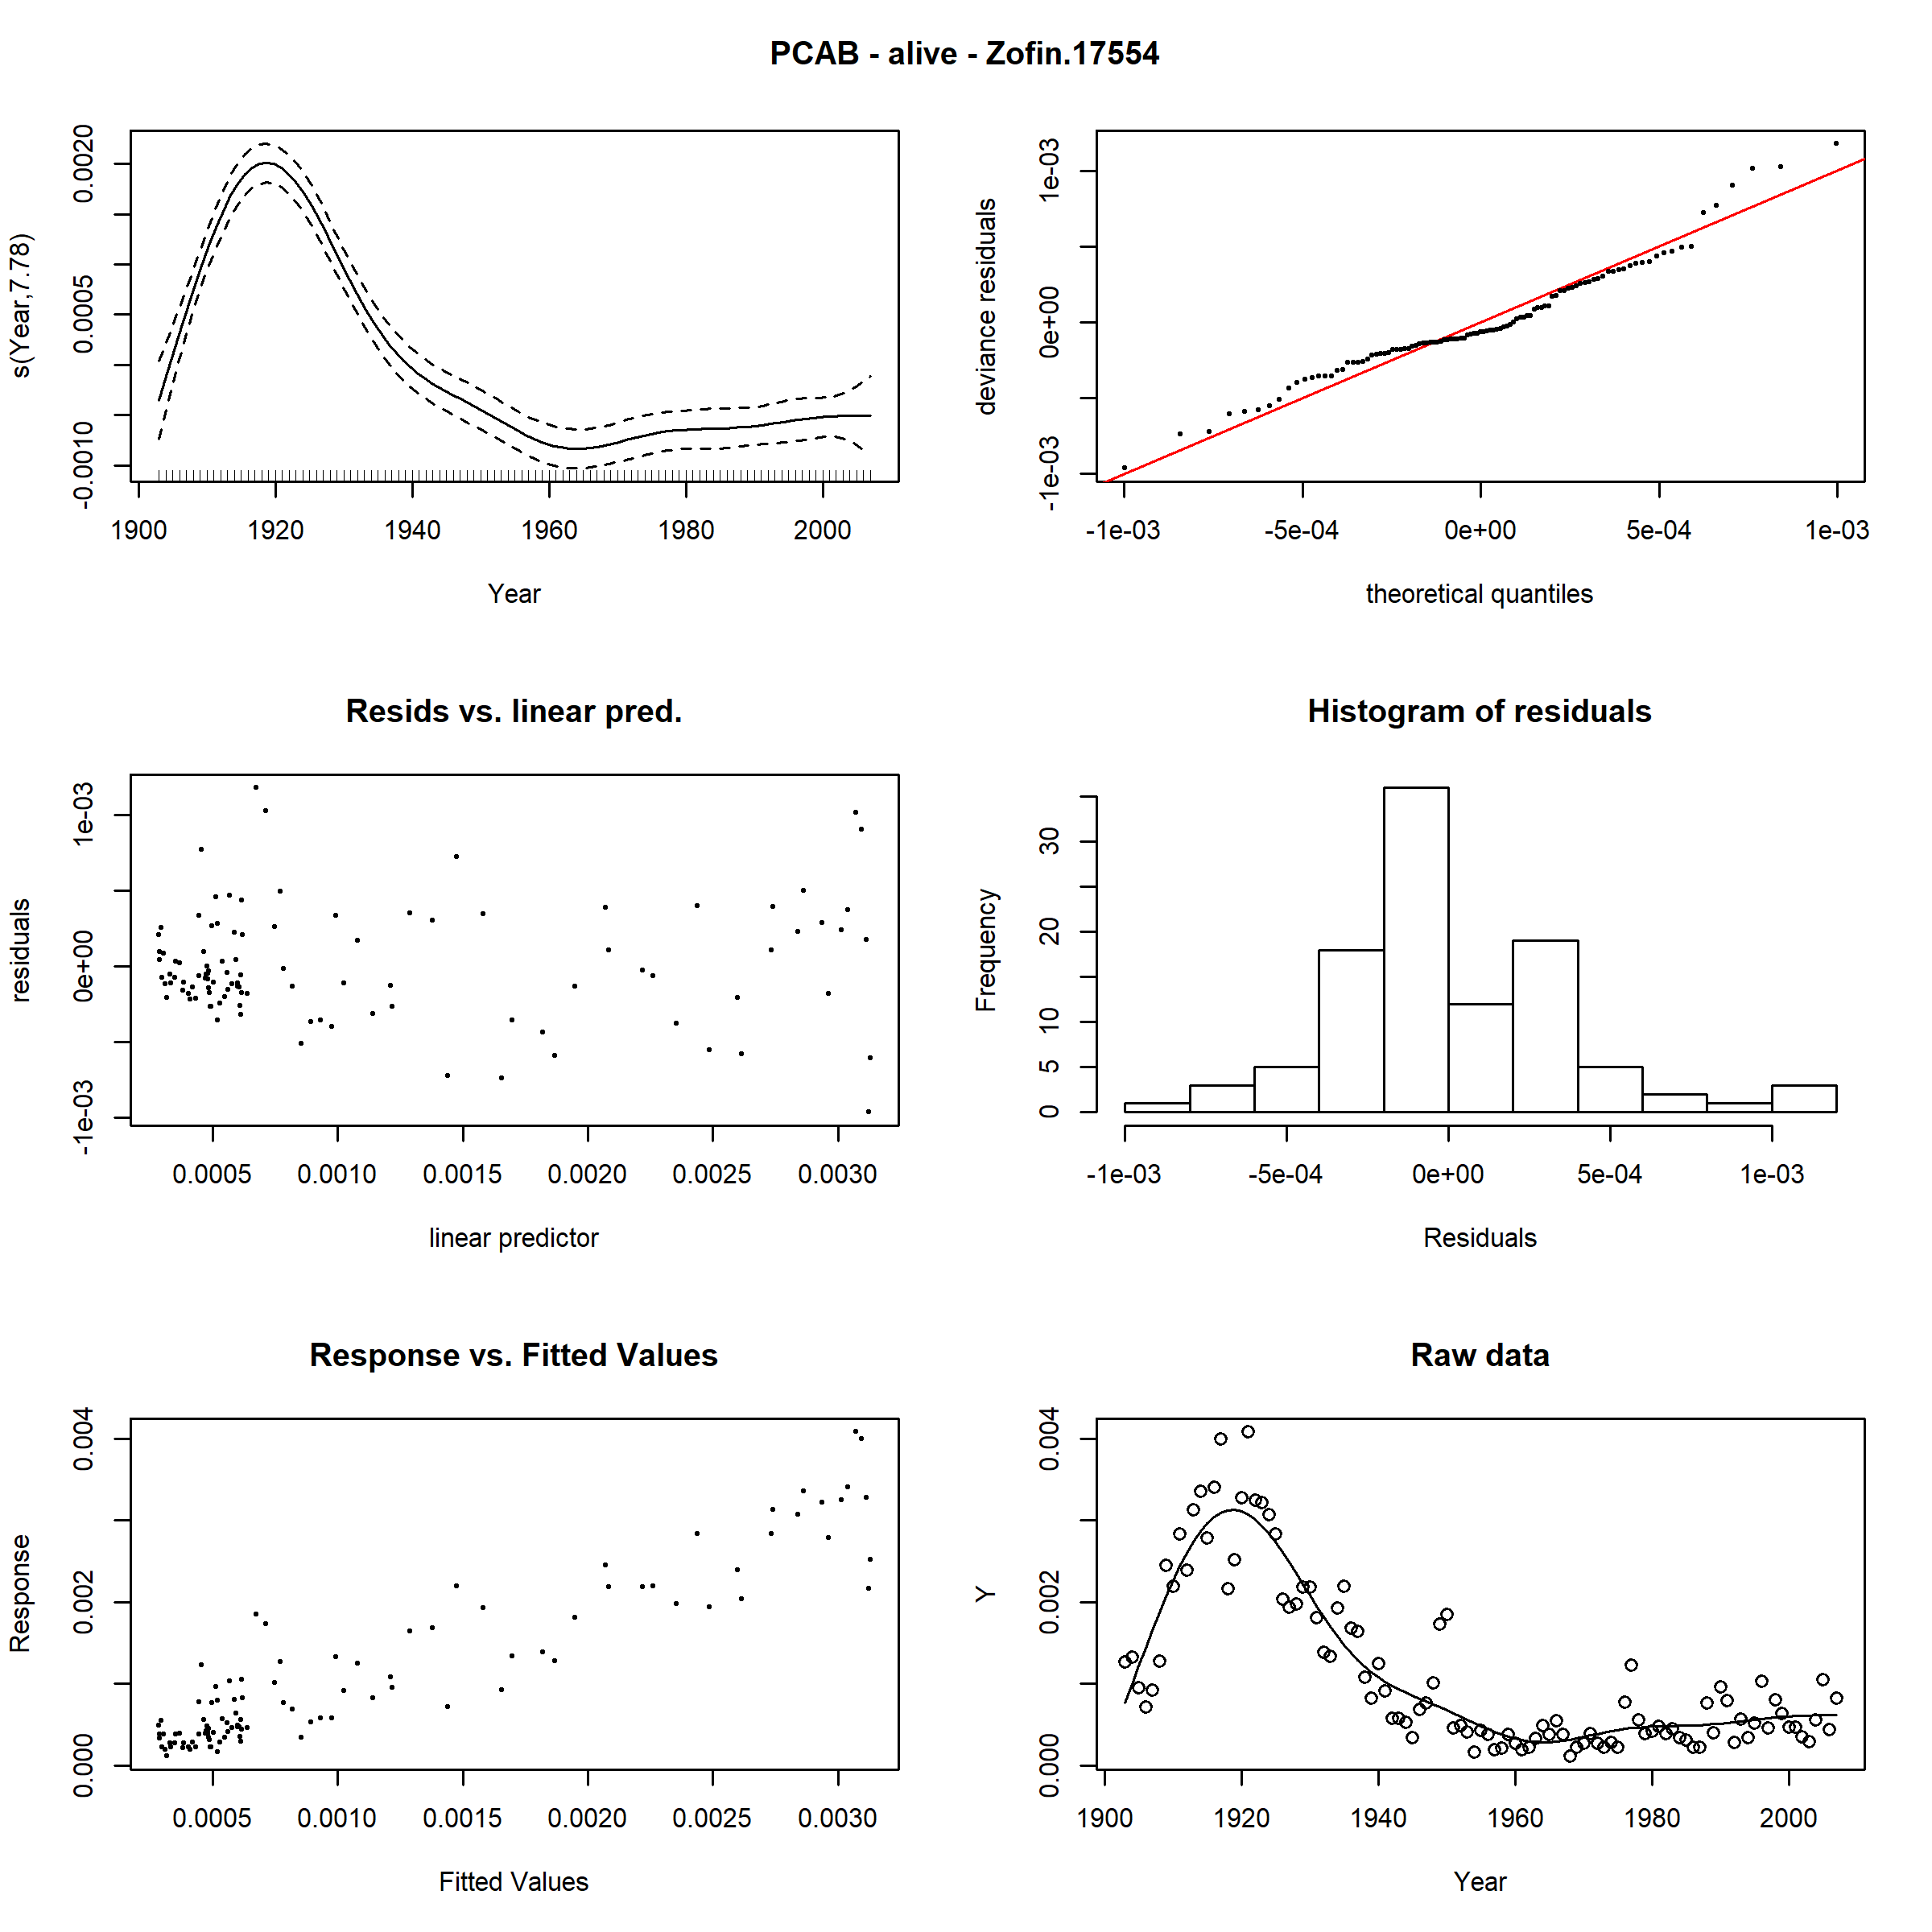 PCAB - alive - Zofin.17554
s(Year,7.78)
-0.0010 0.0005 0.0020
1900 1920 1940 1960 1980 2000
Year
deviance residuals
-1e-03 0e+00 1e-03
-1e-03 -5e-04 0e+00 5e-04 1e-03
theoretical quantiles
Resids vs. linear pred.
residuals
-1e-03 0e+00 1e-03
0.0005 0.0010 0.0015 0.0020 0.0025 0.0030
linear predictor
Histogram of residuals
Frequency
0 5 10 20 30
-1e-03 -5e-04 0e+00 5e-04 1e-03
Residuals
Response vs. Fitted Values
Response
0.000 0.002 0.004
0.0005 0.0010 0.0015 0.0020 0.0025 0.0030
Fitted Values
Raw data
Y
0.000 0.002 0.004
1900 1920 1940 1960 1980 2000
Year